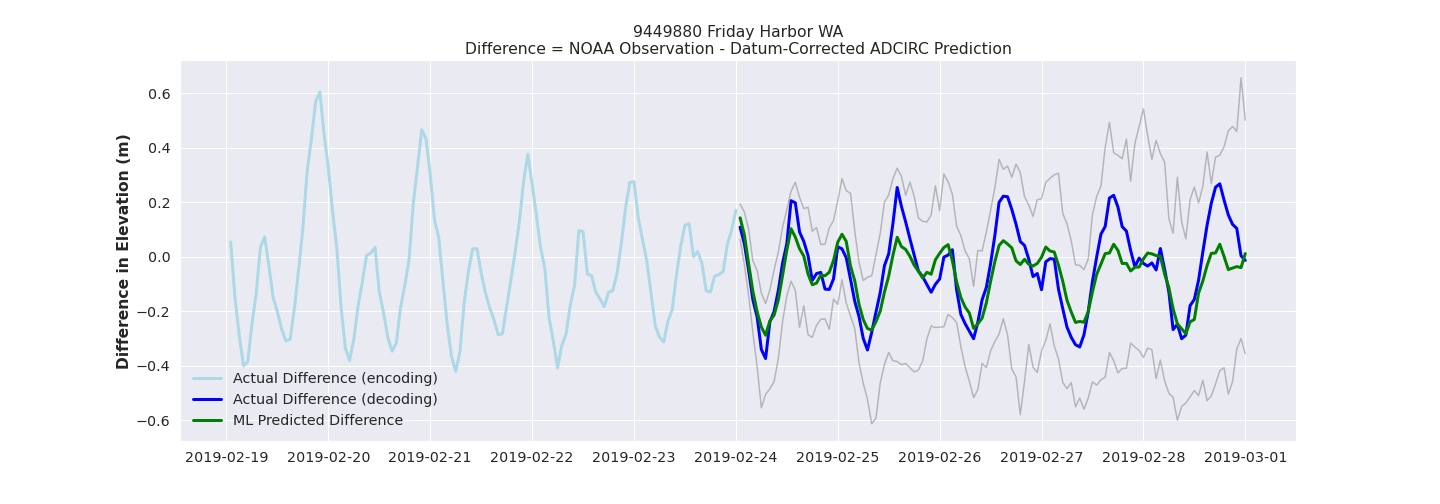 9449880 Friday Harbor WA
Difference = NOAA Observation - Datum-Corrected ADCIRC Prediction
Difference in Elevation (m)
0.6
0.4
0.2
0.0
−0.2
−0.4
−0.6
Actual Difference (encoding)
Actual Difference (decoding)
ML Predicted Difference
2019-02-19 2019-02-20 2019-02-21 2019-02-22 2019-02-23 2019-02-24 2019-02-25 2019-02-26 2019-02-27 2019-02-28 2019-03-01